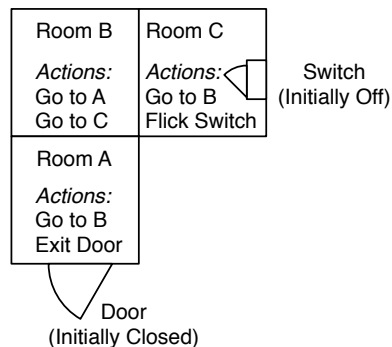 Room B
Actions:
Go to A
Go to C
Room C
Actions:
Go to B
Flick Switch
Switch
(Initially Off)
Room A
Actions:
Go to B
Exit Door
Door
(Initially Closed)